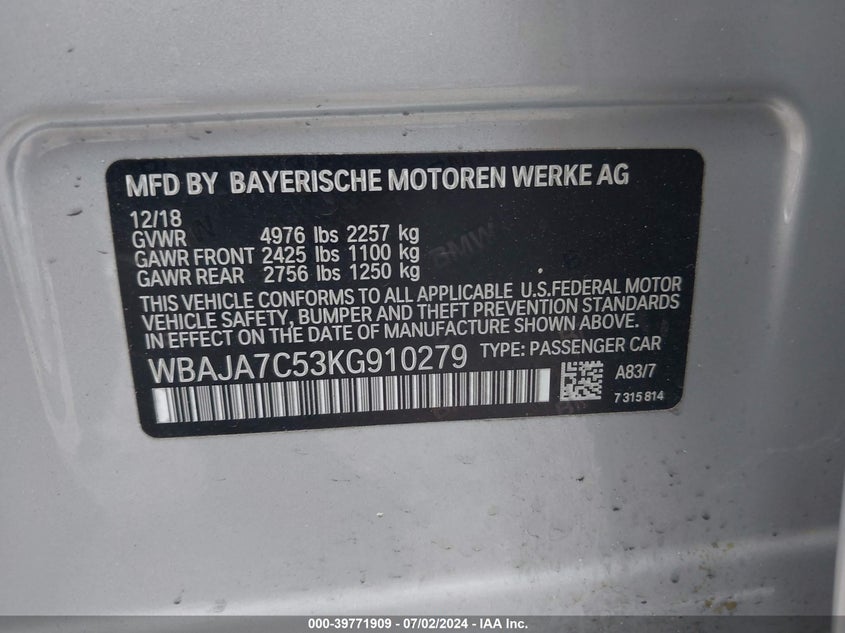 MFD BY BAYERISCHE MOTOREN WERKE AG
12/18
GVWR 4976 lbs 2257 kg
GAWR FRONT 2425 lbs 1100 kg
GAWR REAR 2756 lbs 1250 kg
THIS VEHICLE CONFORMS TO ALL APPLICABLE U.S.FEDERAL MOTOR
VEHICLE SAFETY, BUMPER AND THEFT PREVENTION STANDARDS
IN EFFECT ON THE DATE OF MANUFACTURE SHOWN ABOVE.
WBAJA7C53KG910279 TYPE: PASSENGER CAR
A83/7
7 315 814
000-39771909 - 07/02/2024 - IAA Inc.